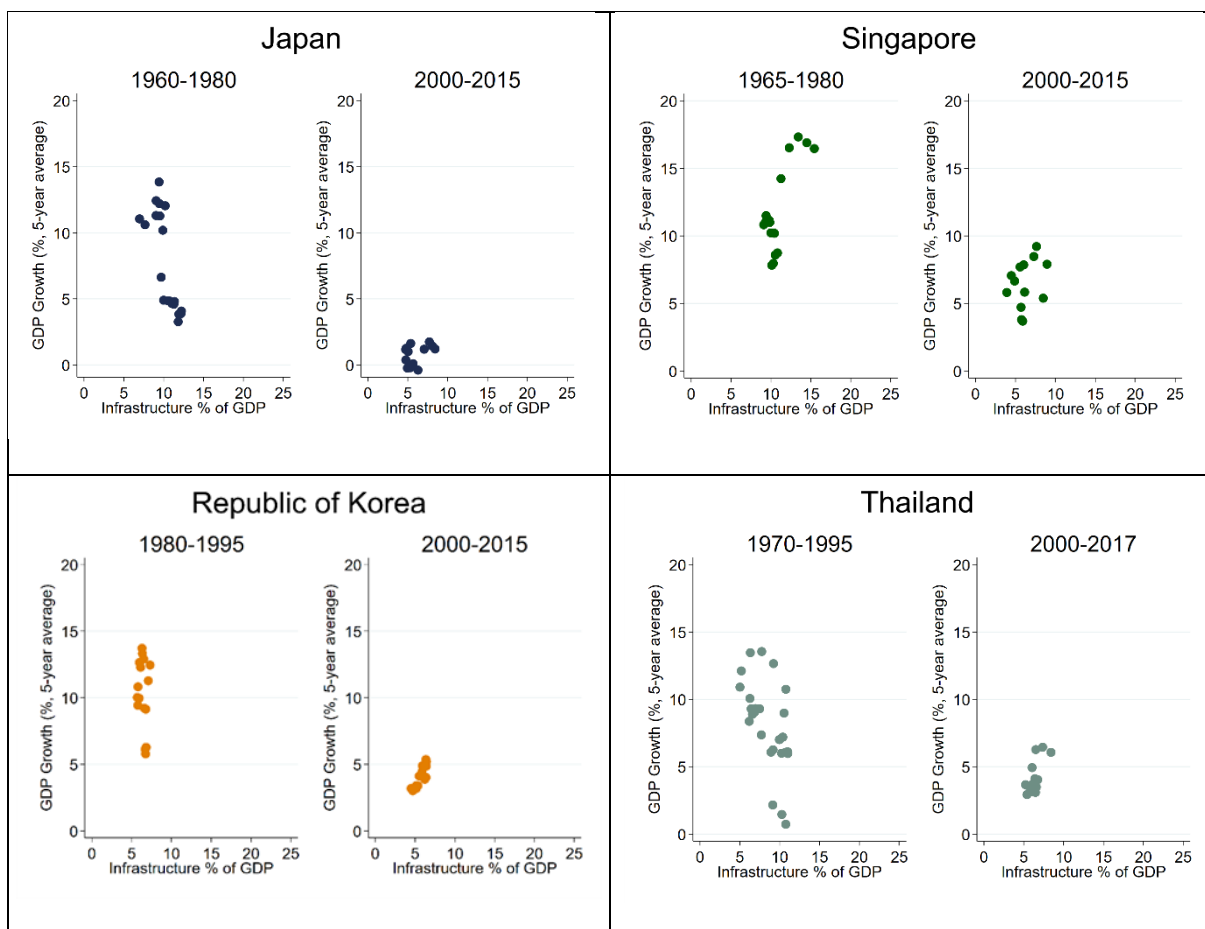 Japan
1960-1980
2000-2015
GDP Growth (%, 5-year average)
20
15
10
5
0
0 5 10 15 20 25
Infrastructure % of GDP
GDP Growth (%, 5-year average)
20
15
10
5
0
0 5 10 15 20 25
Infrastructure % of GDP
Singapore
1965-1980
2000-2015
GDP Growth (%, 5-year average)
20
15
10
5
0
0 5 10 15 20 25
Infrastructure % of GDP
GDP Growth (%, 5-year average)
20
15
10
5
0
0 5 10 15 20 25
Infrastructure % of GDP
Republic of Korea
1980-1995
2000-2015
GDP Growth (%, 5-year average)
20
15
10
5
0
0 5 10 15 20 25
Infrastructure % of GDP
GDP Growth (%, 5-year average)
20
15
10
5
0
0 5 10 15 20 25
Infrastructure % of GDP
Thailand
1970-1995
2000-2017
GDP Growth (%, 5-year average)
20
15
10
5
0
0 5 10 15 20 25
Infrastructure % of GDP
GDP Growth (%, 5-year average)
20
15
10
5
0
0 5 10 15 20 25
Infrastructure % of GDP